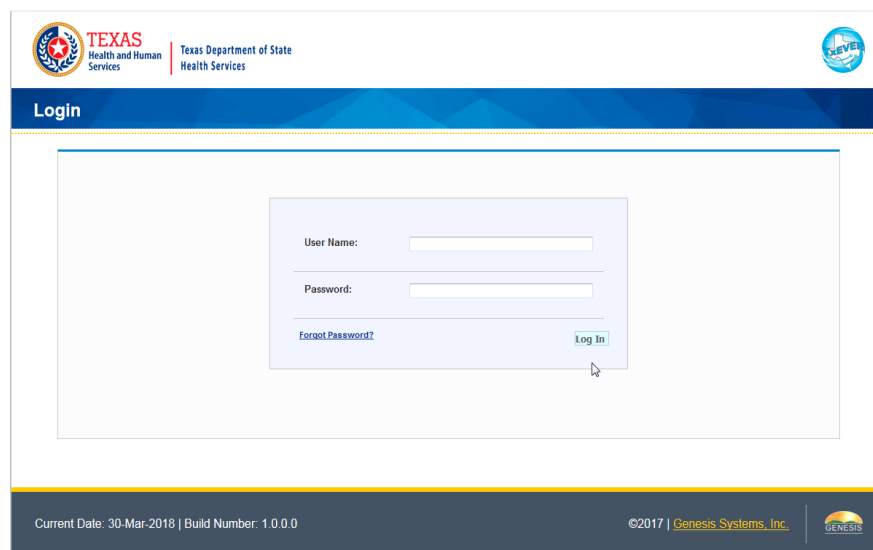 TEXAS
Health and Human
Services
Texas Department of State
Health Services
TxEVER
Login
User Name:
Password:
Forgot Password?
Log In
Current Date: 30-Mar-2018 | Build Number: 1.0.0.0
©2017 | Genesis Systems, Inc.
GENESIS